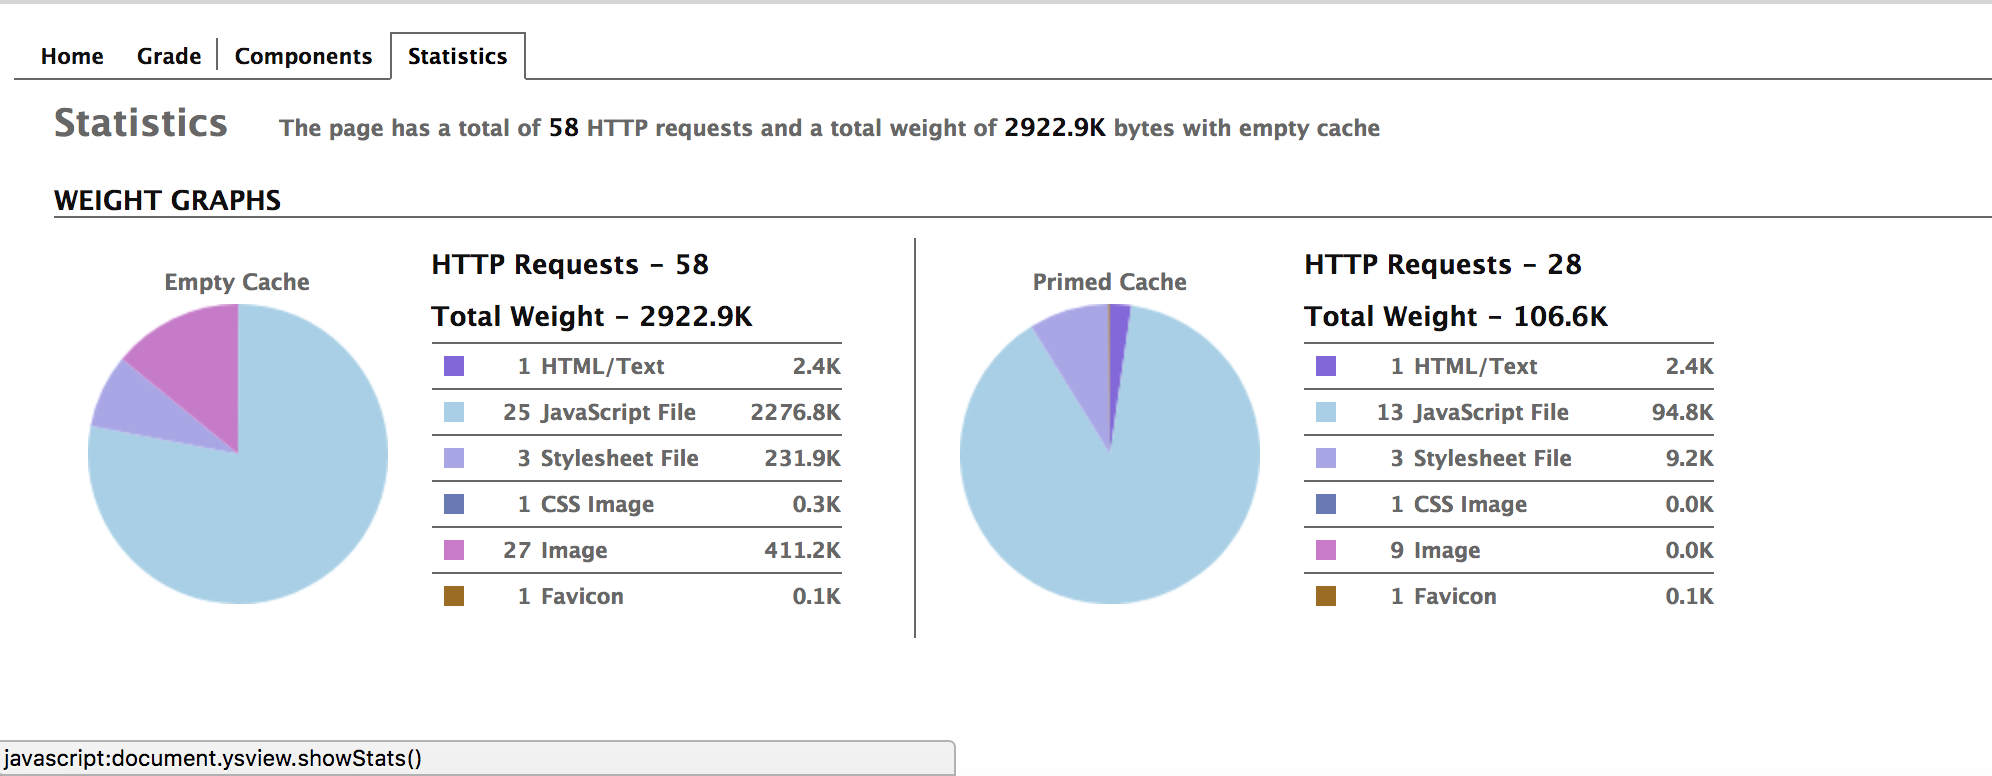 Home Grade Components Statistics
Statistics The page has a total of 58 HTTP requests and a total weight of 2922.9K bytes with empty cache
WEIGHT GRAPHS
Empty Cache
HTTP Requests - 58
Total Weight - 2922.9K
1 HTML/Text 2.4K
25 JavaScript File 2276.8K
3 Stylesheet File 231.9K
1 CSS Image 0.3K
27 Image 411.2K
1 Favicon 0.1K
Primed Cache
HTTP Requests - 28
Total Weight - 106.6K
1 HTML/Text 2.4K
13 JavaScript File 94.8K
3 Stylesheet File 9.2K
1 CSS Image 0.0K
9 Image 0.0K
1 Favicon 0.1K
javascript:document.ysview.showStats()